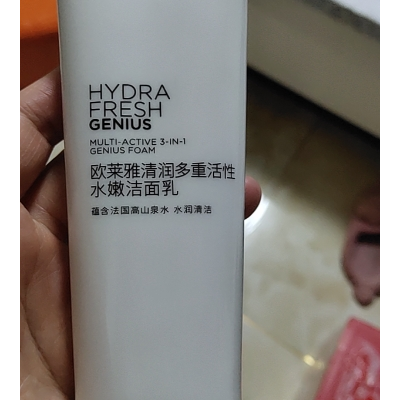 HYDRA
FRESH
GENIUS
MULTI-ACTIVE 3-IN-1
GENIUS FOAM
欧莱雅清润多重活性
水嫩洁面乳
蕴含法国高山泉水 水润清洁